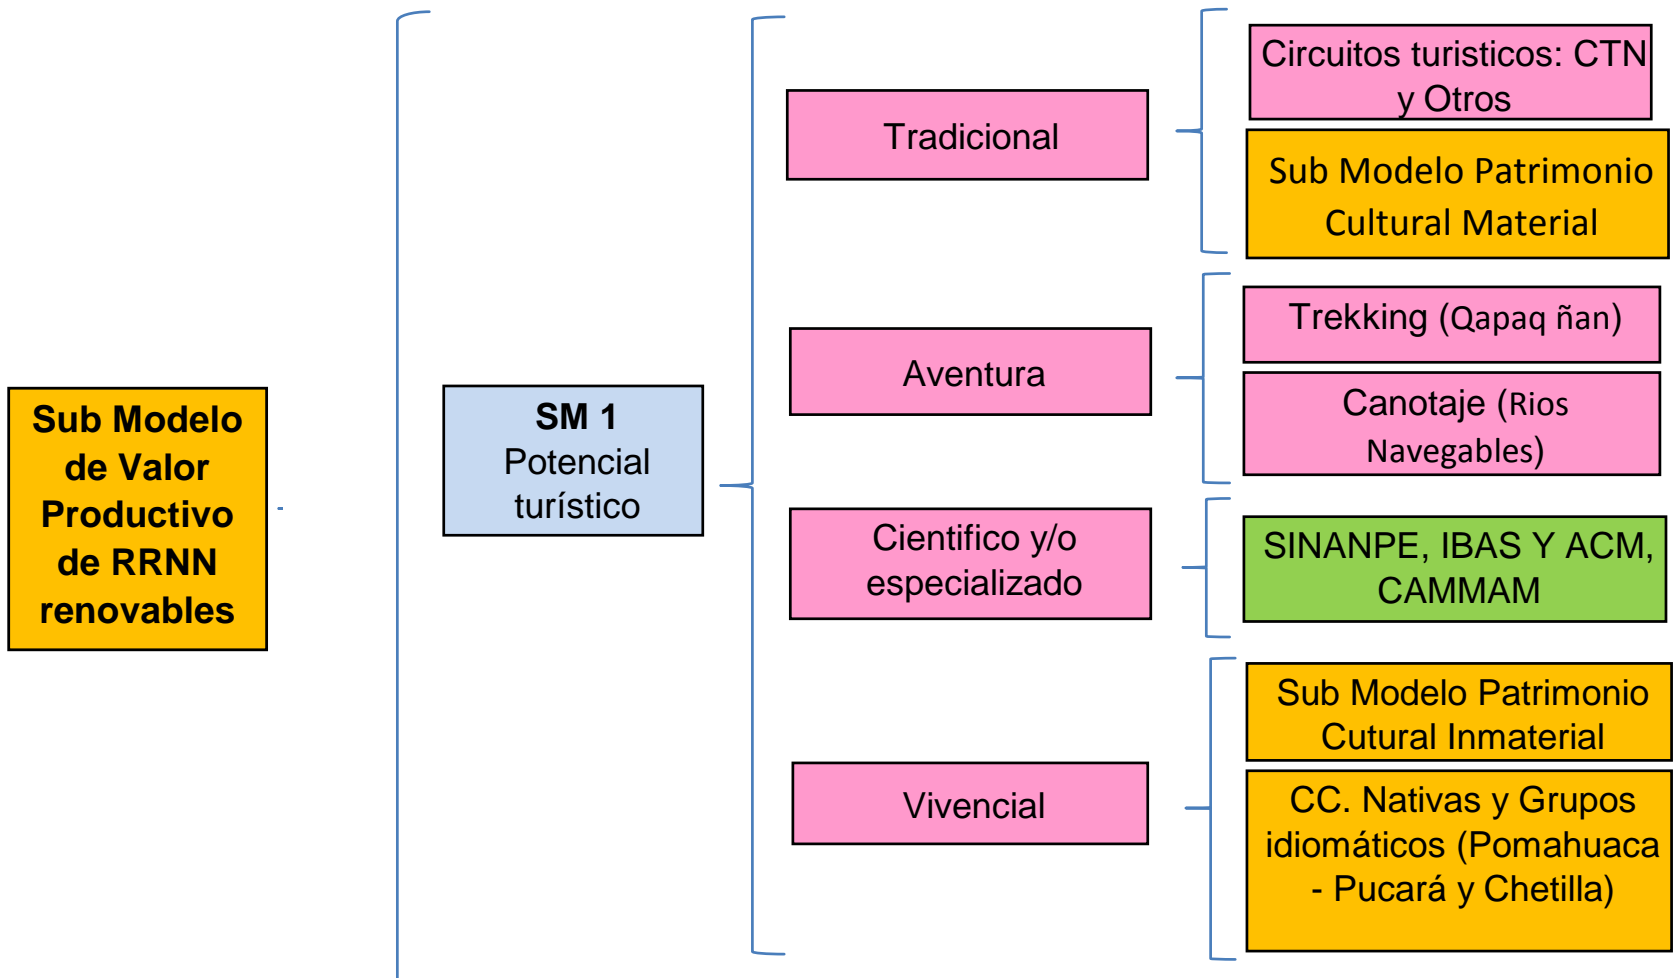 Sub Modelo
de Valor
Productivo
de RRNN
renovables
SM 1
Potencial
turístico
Tradicional
Circuitos turisticos: CTN
y Otros
Sub Modelo Patrimonio
Cultural Material
Aventura
Trekking (Qapaq ñan)
Canotaje (Rios
Navegables)
Cientifico y/o
especializado
SINANPE, IBAS Y ACM,
CAMMAM
Vivencial
Sub Modelo Patrimonio
Cutural Inmaterial
CC. Nativas y Grupos
idiomáticos (Pomahuaca
- Pucará y Chetilla)